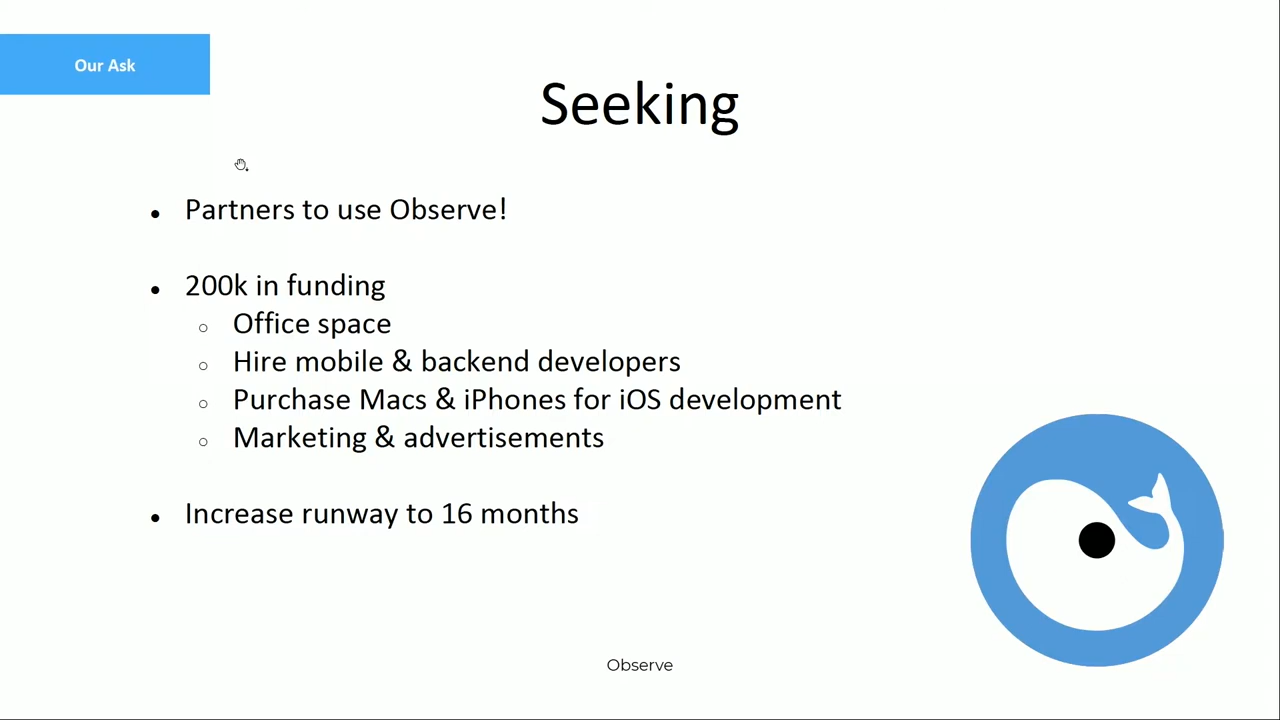 Our Ask
Seeking
• Partners to use Observe!
• 200k in funding
○ Office space
○ Hire mobile & backend developers
○ Purchase Macs & iPhones for iOS development
○ Marketing & advertisements
• Increase runway to 16 months
Observe